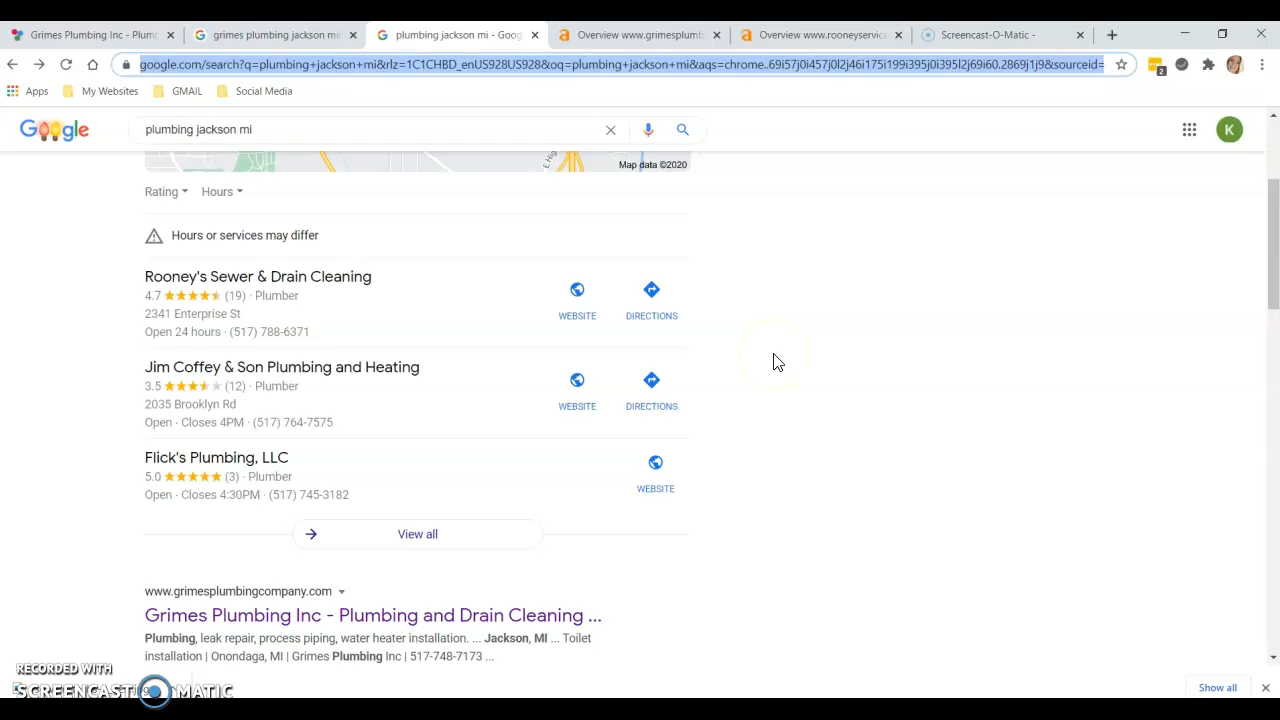 Grimes Plumbing Inc - Plumb
grimes plumbing jackson mi
plumbing jackson mi - Goog
Overview www.grimesplumb
Overview www.rooneyservice
Screencast-O-Matic -
google.com/search?q=plumbing+jackson+mi&rlz=1C1CHBD_enUS928US928&oq=plumbing+jackson+mi&aqs=chrome..69i57j0i457j0l2j46i175i199i395j0i395l2j69i60.2869j1j9&sourceid=
2
Apps
My Websites
GMAIL
Social Media
Google
plumbing jackson mi
K
E Hig
Map data ©2020
Rating
Hours
Hours or services may differ
Rooney's Sewer & Drain Cleaning
4.7 (19) · Plumber
2341 Enterprise St
Open 24 hours · (517) 788-6371
WEBSITE
DIRECTIONS
Jim Coffey & Son Plumbing and Heating
3.5 (12) · Plumber
2035 Brooklyn Rd
Open · Closes 4PM · (517) 764-7575
WEBSITE
DIRECTIONS
Flick's Plumbing, LLC
5.0 (3) · Plumber
Open · Closes 4:30PM · (517) 745-3182
WEBSITE
View all
www.grimesplumbingcompany.com
Grimes Plumbing Inc - Plumbing and Drain Cleaning ...
Plumbing, leak repair, process piping, water heater installation. ... Jackson, MI ... Toilet
installation | Onondaga, MI | Grimes Plumbing Inc | 517-748-7173 ...
RECORDED WITH
SCREENCAST-O-MATIC
Show all